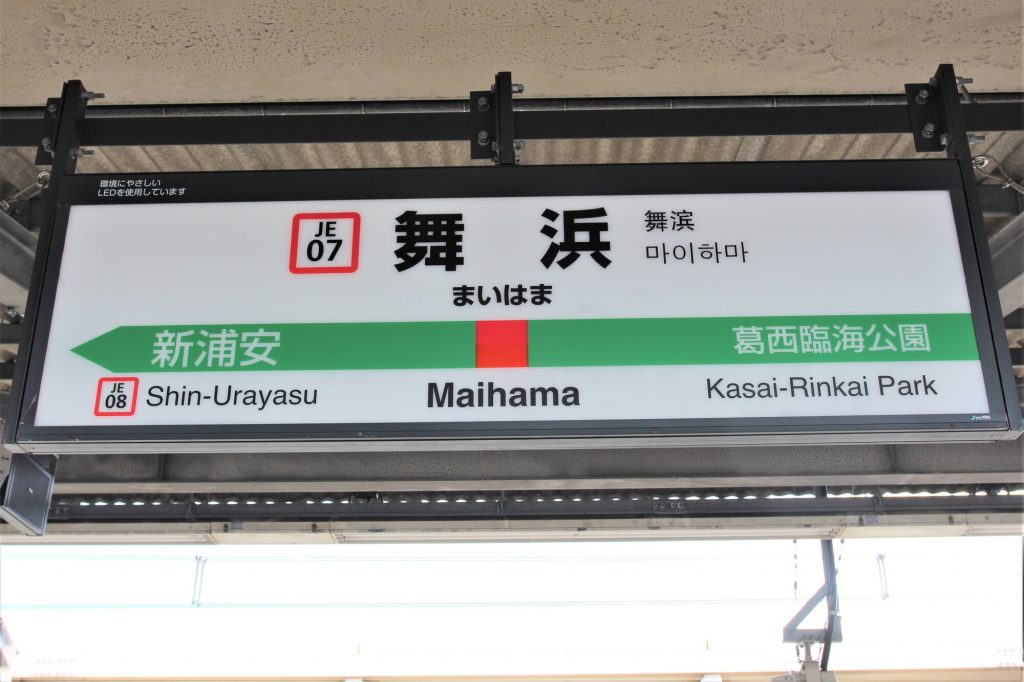 環境にやさしい
LEDを使用しています
JE
07
舞浜
舞滨
마이하마
まいはま
新浦安
葛西臨海公園
JE
08
Shin-Urayasu
Maihama
Kasai-Rinkai Park